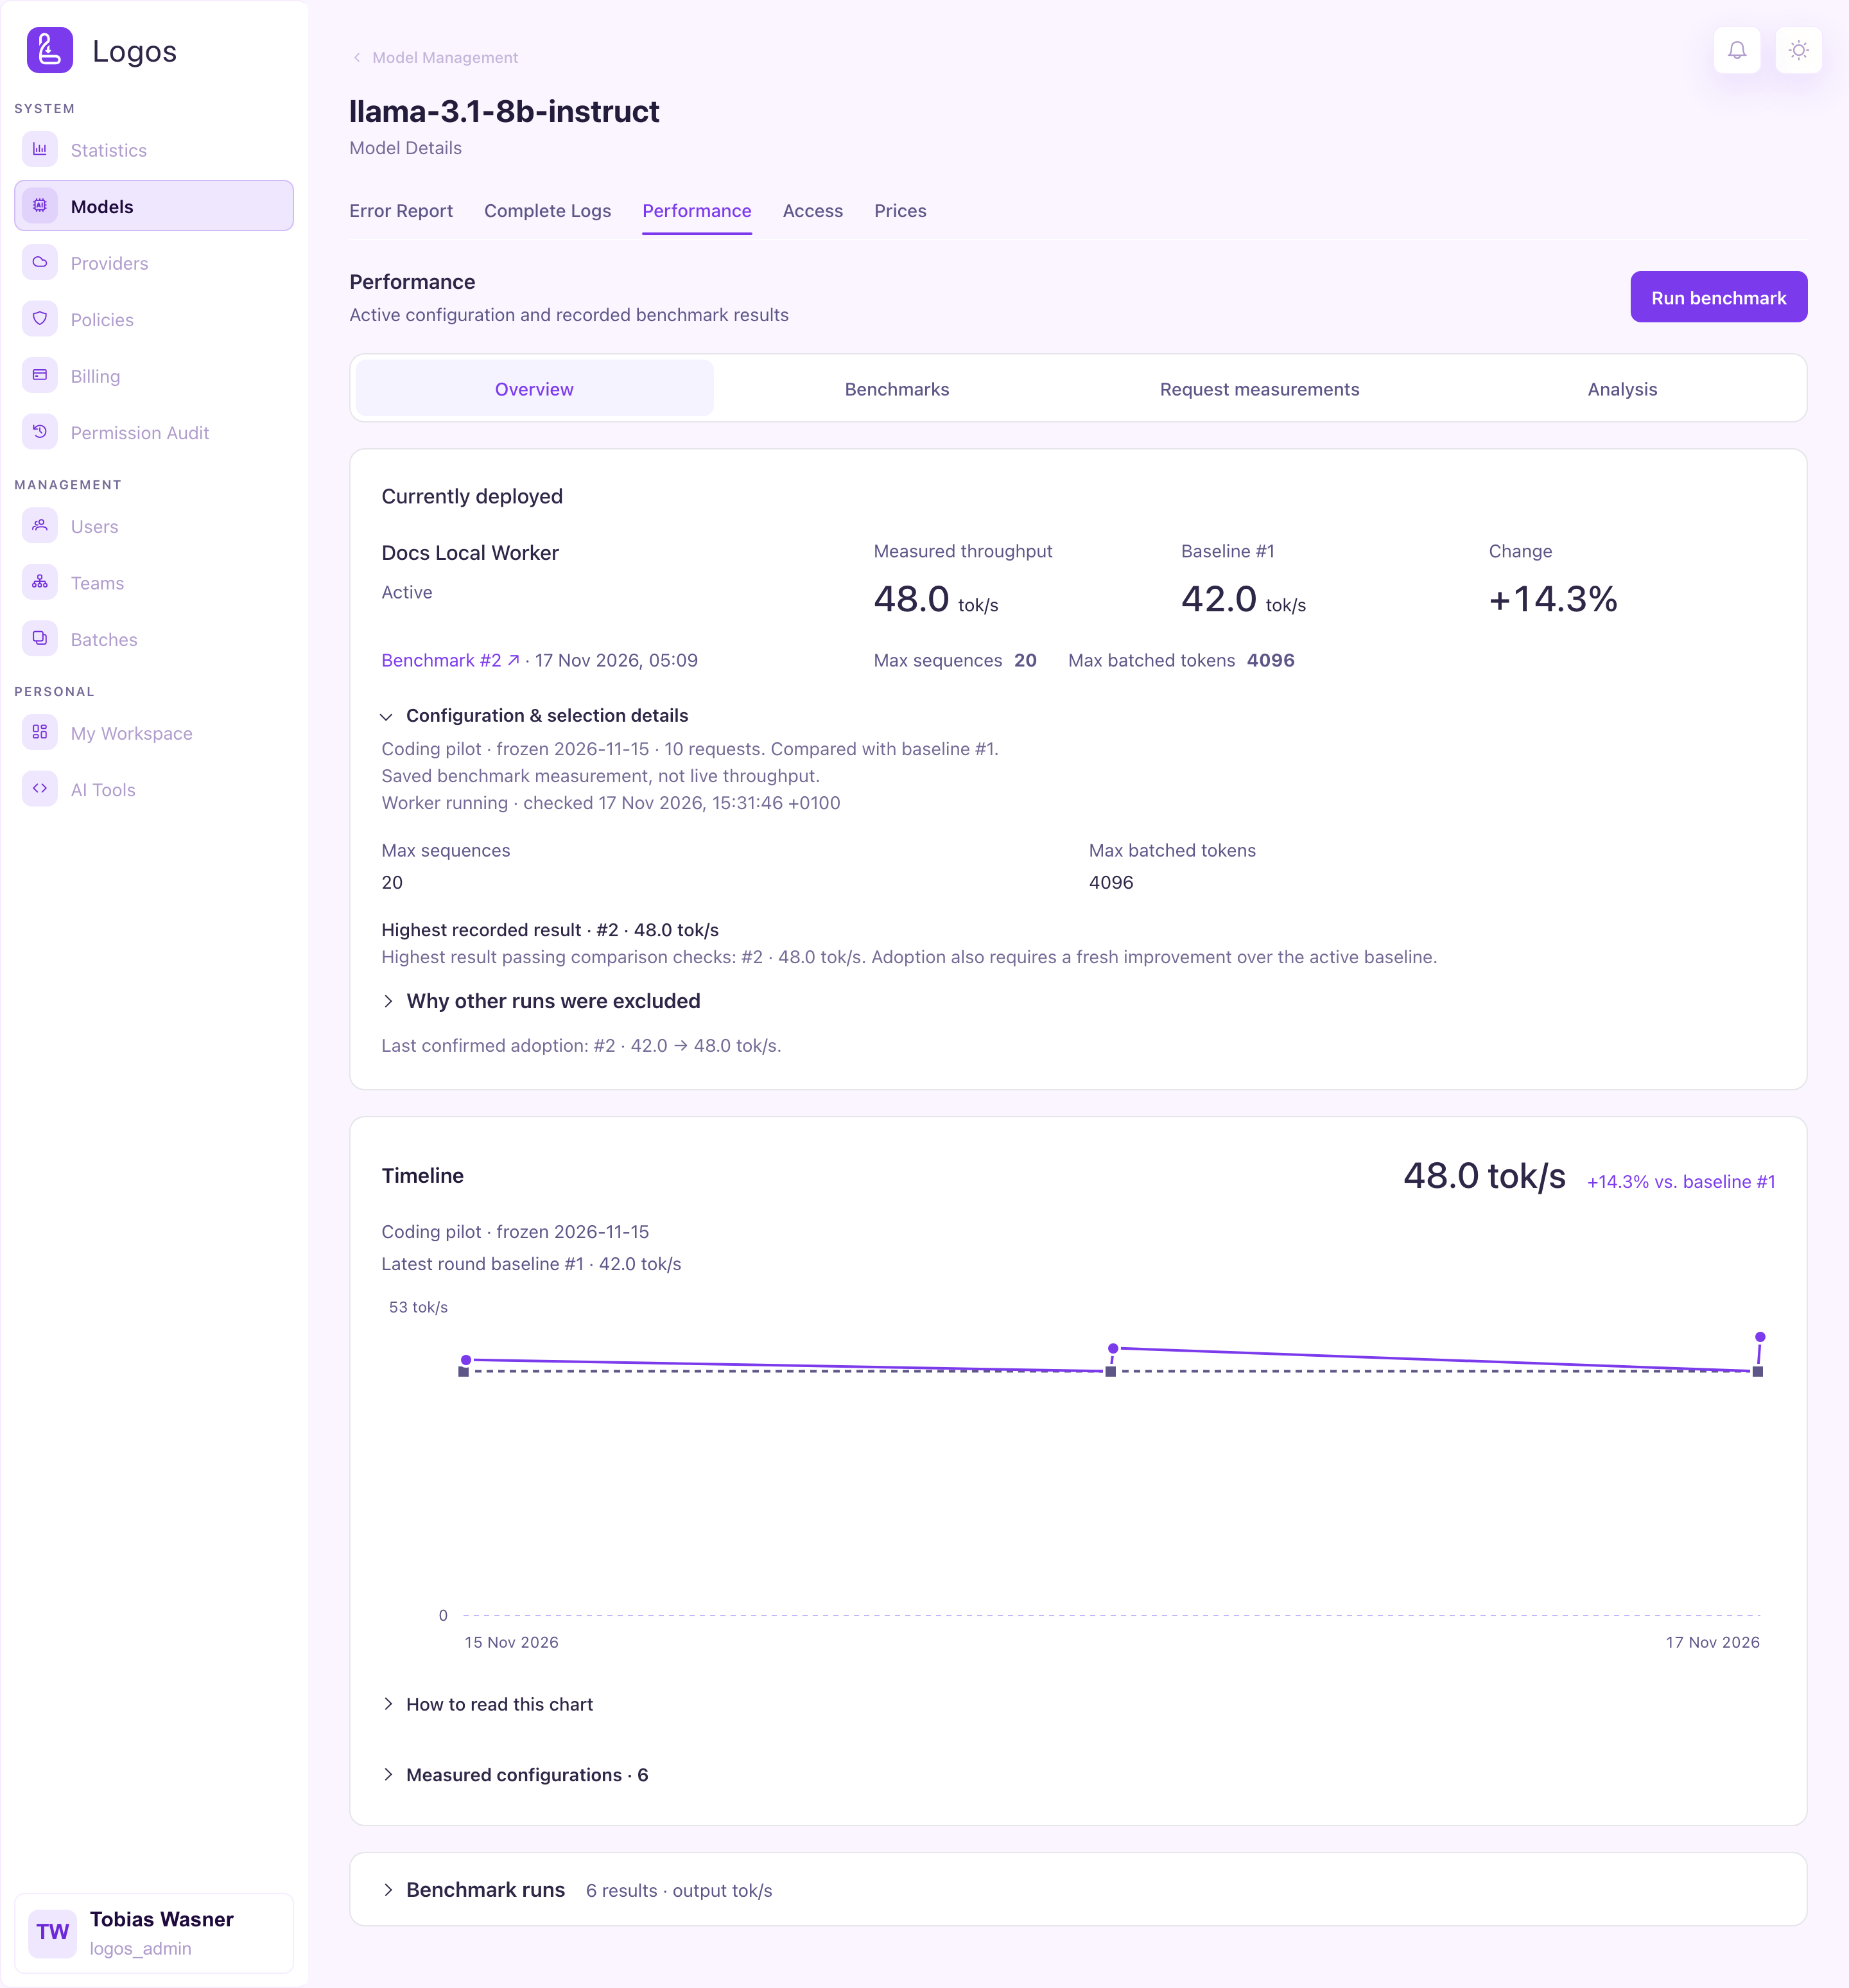 Logos
SYSTEM
Statistics
Models
Providers
Policies
Billing
Permission Audit
MANAGEMENT
Users
Teams
Batches
PERSONAL
My Workspace
AI Tools
TW
Tobias Wasner
logos_admin
Model Management
llama-3.1-8b-instruct
Model Details
Error Report Complete Logs Performance Access Prices
Performance
Active configuration and recorded benchmark results
Run benchmark
Overview Benchmarks Request measurements Analysis
Currently deployed
Docs Local Worker Measured throughput Baseline #1 Change
Active 48.0 tok/s 42.0 tok/s +14.3%
Benchmark #2 ↗ · 17 Nov 2026, 05:09 Max sequences 20 Max batched tokens 4096
Configuration & selection details
Coding pilot · frozen 2026-11-15 · 10 requests. Compared with baseline #1.
Saved benchmark measurement, not live throughput.
Worker running · checked 17 Nov 2026, 15:31:46 +0100
Max sequences Max batched tokens
20 4096
Highest recorded result · #2 · 48.0 tok/s
Highest result passing comparison checks: #2 · 48.0 tok/s. Adoption also requires a fresh improvement over the active baseline.
Why other runs were excluded
Last confirmed adoption: #2 · 42.0 → 48.0 tok/s.
Timeline 48.0 tok/s +14.3% vs. baseline #1
Coding pilot · frozen 2026-11-15
Latest round baseline #1 · 42.0 tok/s
53 tok/s
0
15 Nov 2026 17 Nov 2026
How to read this chart
Measured configurations · 6
Benchmark runs 6 results · output tok/s